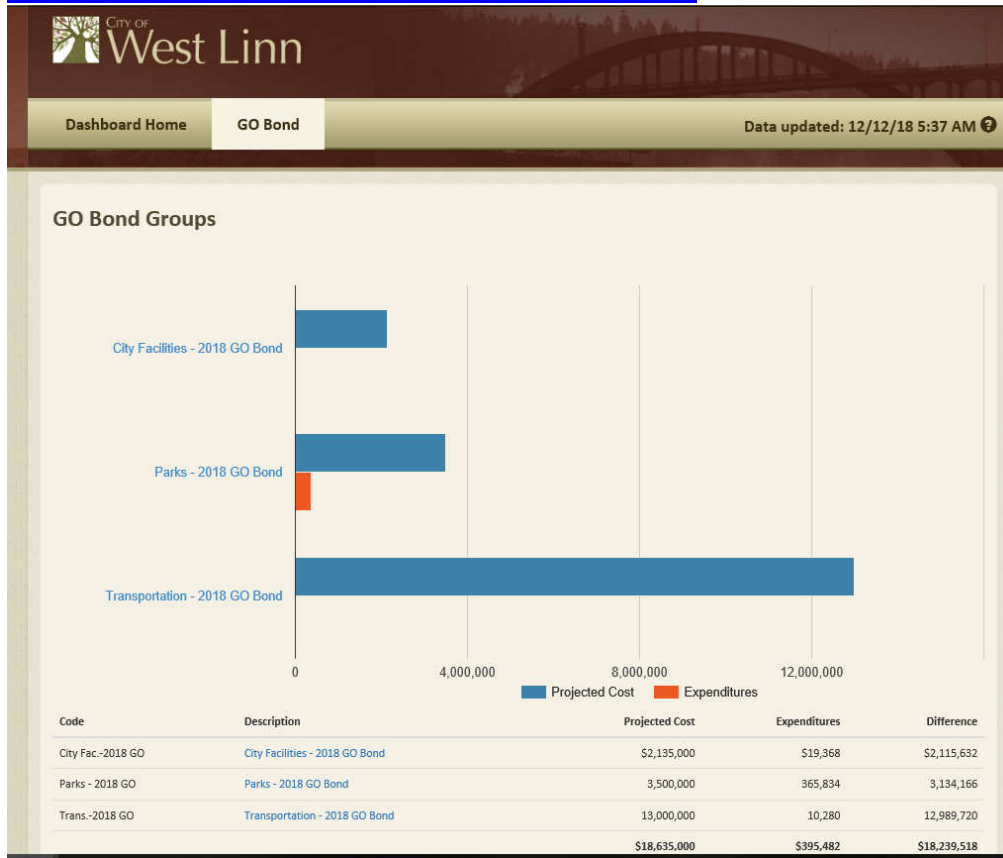 CITY OF
West Linn
Dashboard Home GO Bond Data updated: 12/12/18 5:37 AM ?
GO Bond Groups
City Facilities - 2018 GO Bond
Parks - 2018 GO Bond
Transportation - 2018 GO Bond
0 4,000,000 8,000,000 12,000,000
Projected Cost Expenditures
Code Description Projected Cost Expenditures Difference
City Fac.-2018 GO City Facilities - 2018 GO Bond $2,135,000 $19,368 $2,115,632
Parks - 2018 GO Parks - 2018 GO Bond 3,500,000 365,834 3,134,166
Trans.-2018 GO Transportation - 2018 GO Bond 13,000,000 10,280 12,989,720
$18,635,000 $395,482 $18,239,518